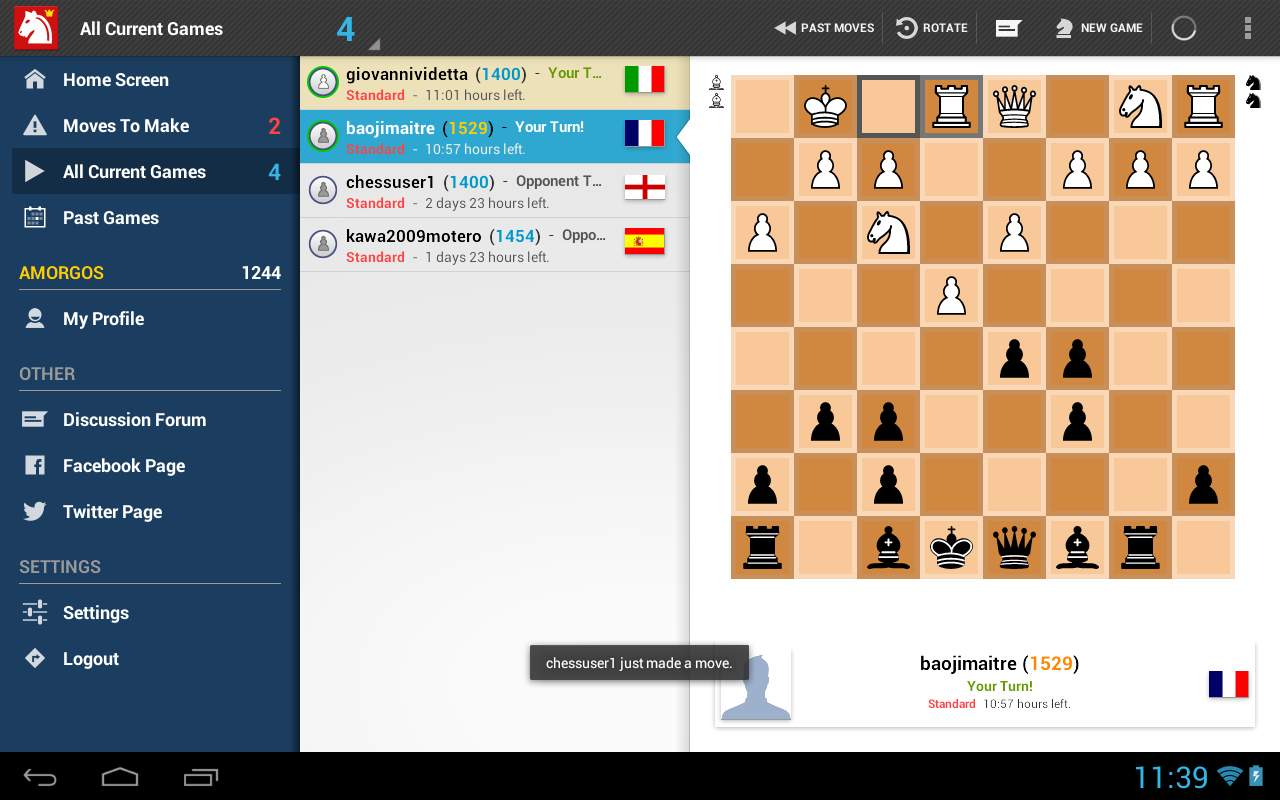 All Current Games
4
PAST MOVES
ROTATE
NEW GAME
Home Screen
Moves To Make 2
All Current Games 4
Past Games
AMORGOS 1244
My Profile
OTHER
Discussion Forum
Facebook Page
Twitter Page
SETTINGS
Settings
Logout
giovannividetta (1400) - Your T...
Standard - 11:01 hours left.
baojimaitre (1529) - Your Turn!
Standard - 10:57 hours left.
chessuser1 (1400) - Opponent T...
Standard - 2 days 23 hours left.
kawa2009motero (1454) - Oppo...
Standard - 1 days 23 hours left.
chessuser1 just made a move.
baojimaitre (1529)
Your Turn!
Standard 10:57 hours left.
11:39